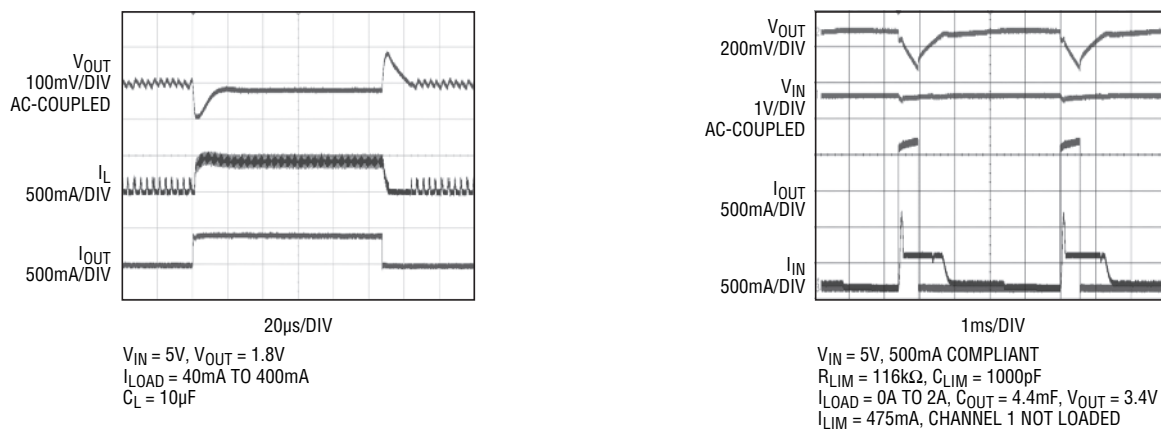 VOUT
100mV/DIV
AC-COUPLED
IL
500mA/DIV
IOUT
500mA/DIV
20µs/DIV
VIN = 5V, VOUT = 1.8V
ILOAD = 40mA TO 400mA
CL = 10µF
VOUT
200mV/DIV
VIN
1V/DIV
AC-COUPLED
IOUT
500mA/DIV
IIN
500mA/DIV
1ms/DIV
VIN = 5V, 500mA COMPLIANT
RLIM = 116kΩ, CLIM = 1000pF
ILOAD = 0A TO 2A, COUT = 4.4mF, VOUT = 3.4V
ILIM = 475mA, CHANNEL 1 NOT LOADED